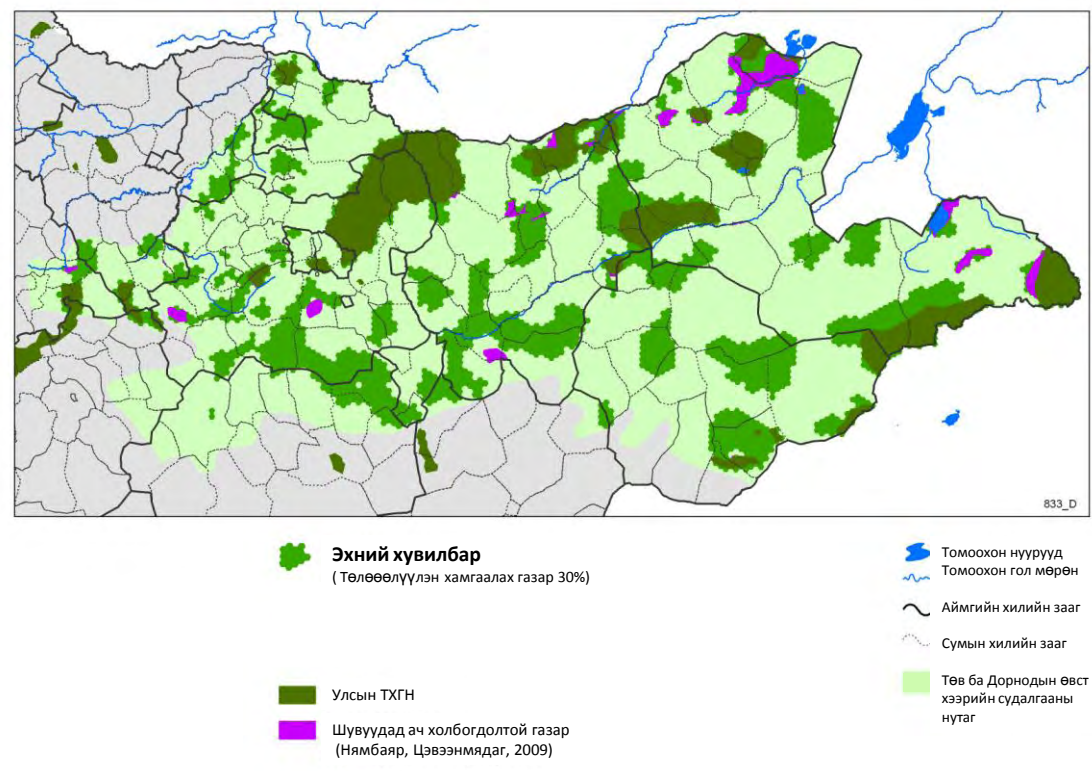 833_D
Эхний хувилбар
( Төлөөөлүүлэн хамгаалах газар 30%)
Улсын ТХГН
Шувуудад ач холбогдолтой газар
(Нямбаяр, Цэвээнмядаг, 2009)
Томоохон нуурууд
Томоохон гол мөрөн
Аймгийн хилийн зааг
Сумын хилийн зааг
Төв ба Дорнодын өвст
хээрийн судалгааны
нутаг